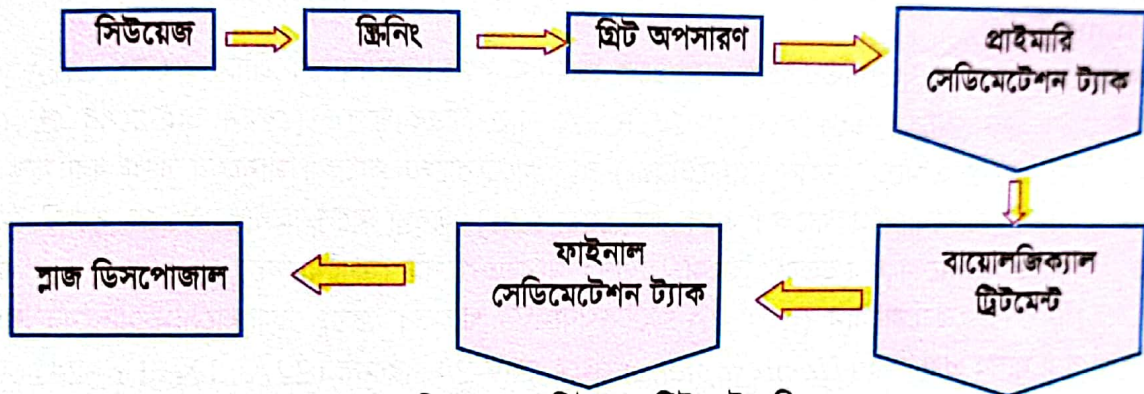 সিউয়েজ
স্ক্রিনিং
গ্রিট অপসারণ
প্রাইমারি
সেডিমেটেশন ট্যাক
বায়োলজিক্যাল
ট্রিটমেন্ট
ফাইনাল
সেডিমেটেশন ট্যাক
স্লাজ ডিসপোজাল